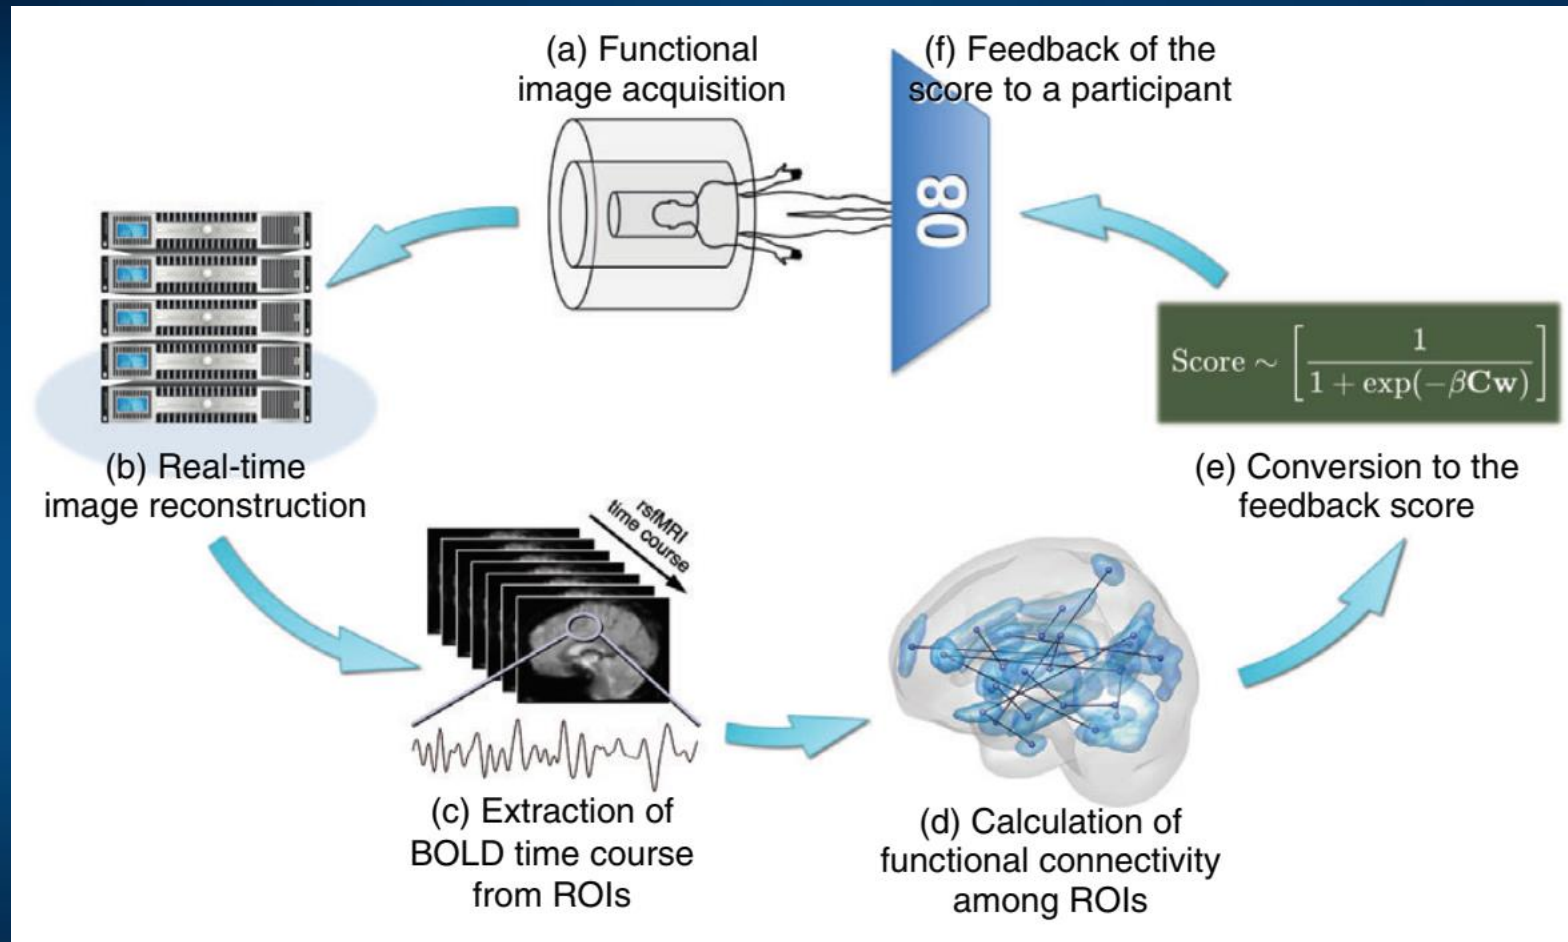 (a) Functional
image acquisition
(f) Feedback of the
score to a participant
80
(b) Real-time
image reconstruction
rsfMRI
time course
(c) Extraction of
BOLD time course
from ROIs
(d) Calculation of
functional connectivity
among ROIs
Score ~ [1 / (1 + exp(−βCw))]
(e) Conversion to the
feedback score